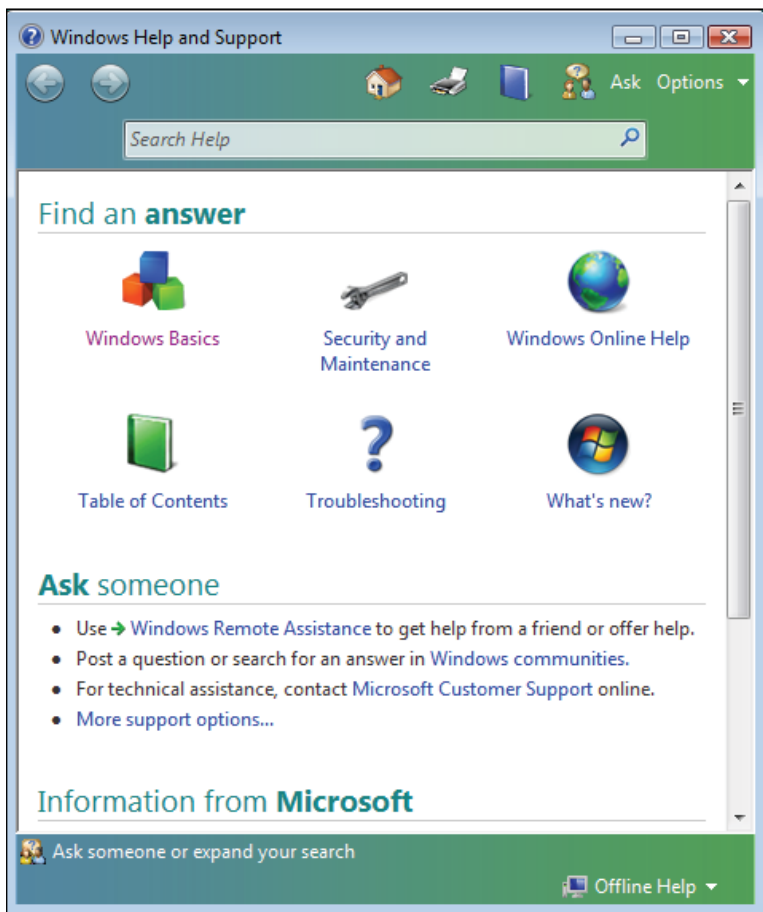 Windows Help and Support
Ask Options
Search Help
Find an answer
Windows Basics
Security and
Maintenance
Windows Online Help
Table of Contents
Troubleshooting
What's new?
Ask someone
Use Windows Remote Assistance to get help from a friend or offer help.
Post a question or search for an answer in Windows communities.
For technical assistance, contact Microsoft Customer Support online.
More support options...
Information from Microsoft
Ask someone or expand your search
Offline Help